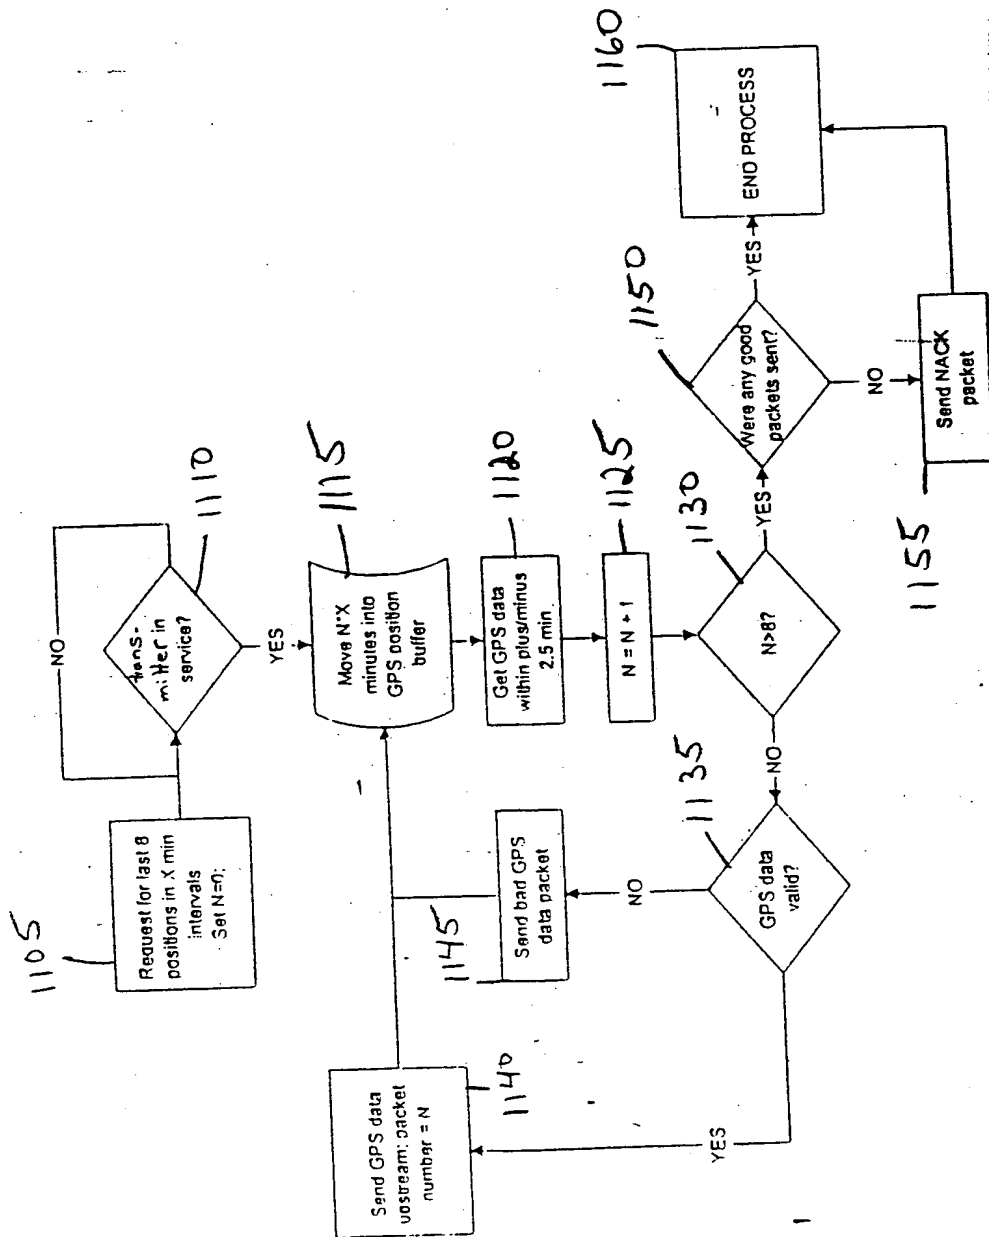 1105
Request for last 8
positions in X min
intervals
Set N=0;
NO
trans-
mitter in
service?
1110
YES
Move N*X
minutes into
GPS position
buffer
1115
Get GPS data
within plus/minus
2.5 min
1120
N = N + 1
1125
N>8?
1130
YES
NO
Were any good
packets sent?
1150
YES
END PROCESS
1160
NO
Send NACK
packet
1155
GPS data
valid?
1135
NO
Send bad GPS
data packet
1145
YES
Send GPS data
upstream; packet
number = N
1140